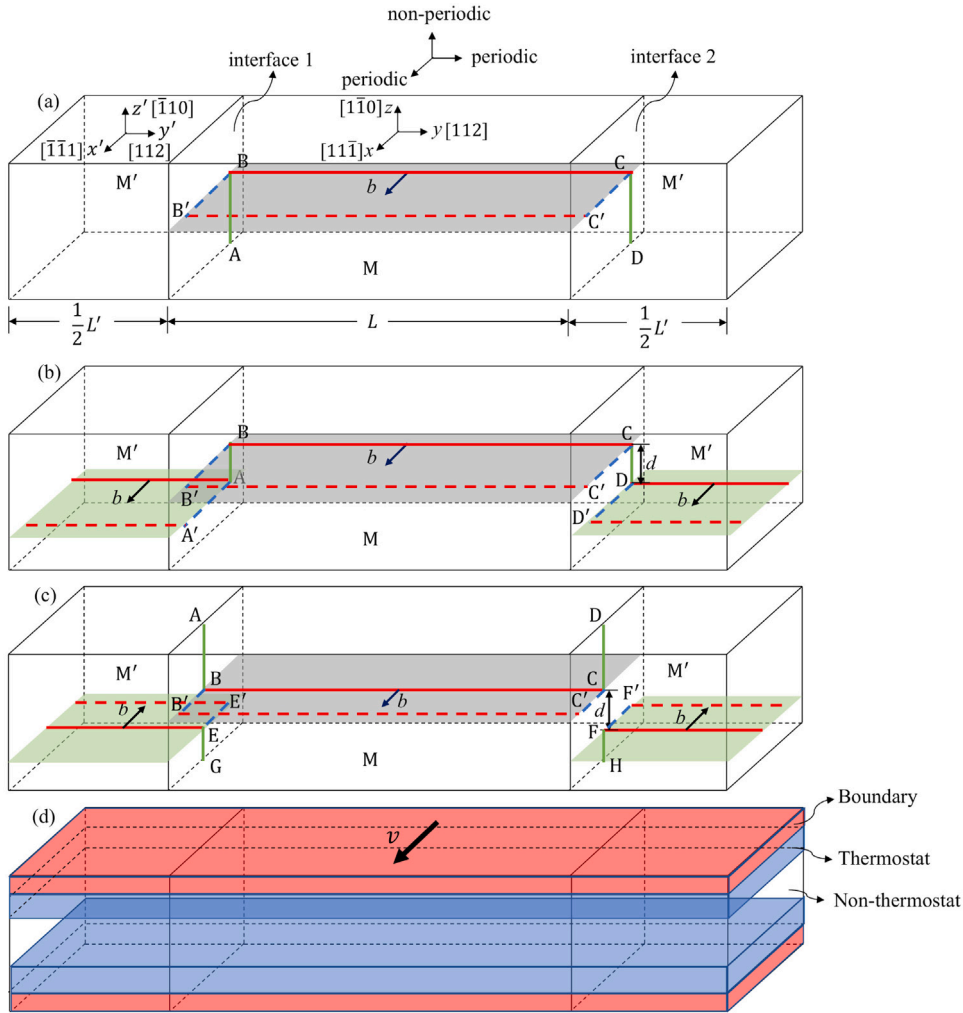 non-periodic
interface 1
periodic
interface 2
periodic
(a)
z′ [1̄10]
y′
[1̄1̄1] x′
[112]
[11̄0] z
y [112]
[111̄] x
M′
B
C
M′
b
B′
C′
A
M
D
1/2 L′
L
1/2 L′
(b)
M′
B
C
M′
b
d
A
D
b
B′
C′
b
A′
D′
M
(c)
A
D
M′
B
C
M′
B′
E′
b
C′
F′
b
d
b
E
F
G
M
H
(d)
v
Boundary
Thermostat
Non-thermostat